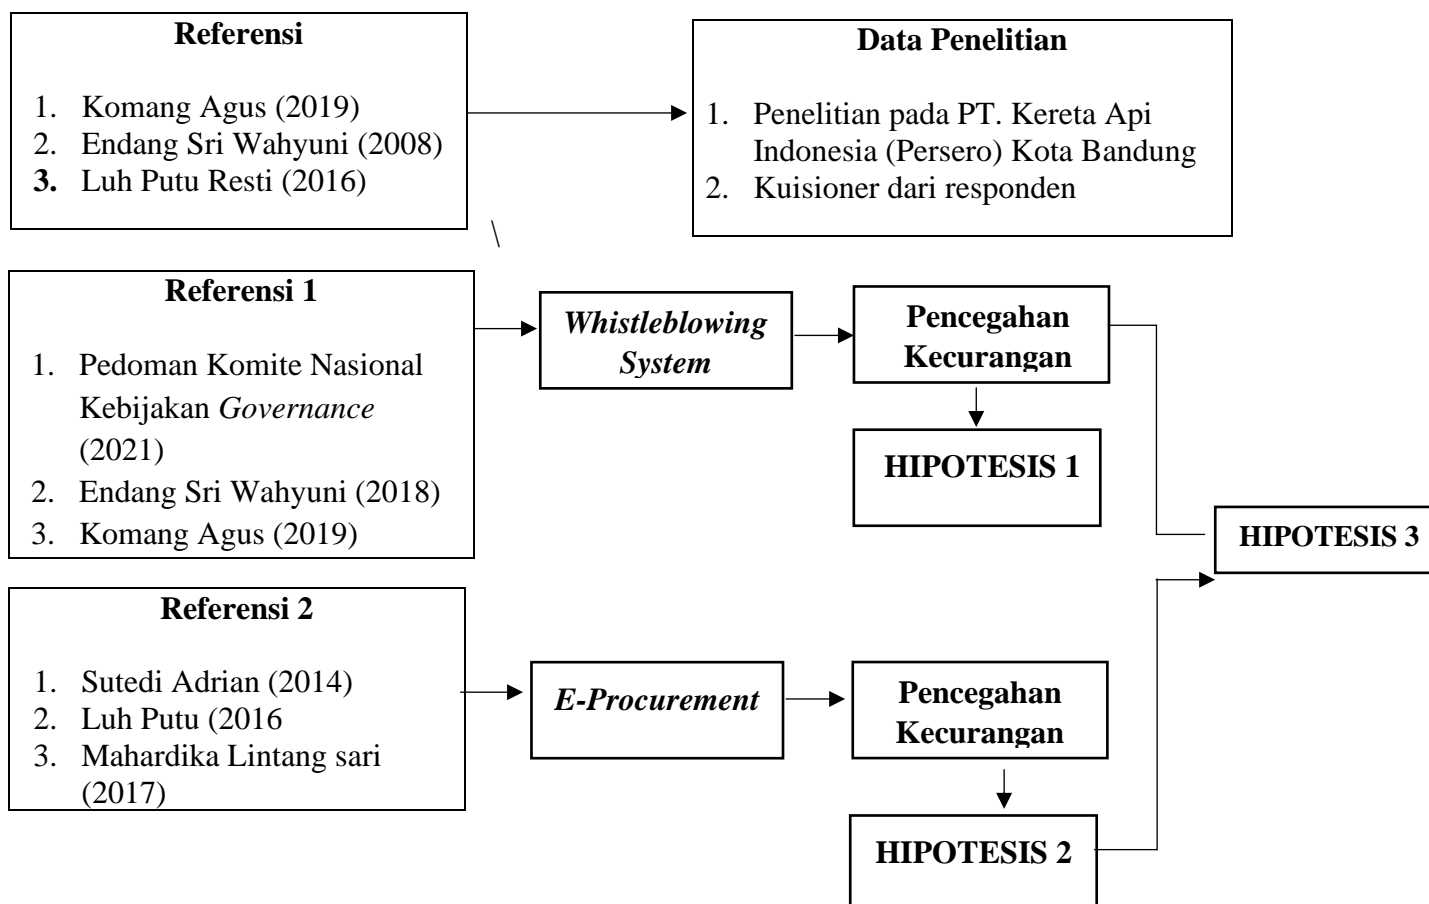 Referensi
1. Komang Agus (2019)
2. Endang Sri Wahyuni (2008)
3. Luh Putu Resti (2016)
Data Penelitian
1. Penelitian pada PT. Kereta Api
Indonesia (Persero) Kota Bandung
2. Kuisioner dari responden
\
Referensi 1
1. Pedoman Komite Nasional
Kebijakan Governance
(2021)
2. Endang Sri Wahyuni (2018)
3. Komang Agus (2019)
Whistleblowing
System
Pencegahan
Kecurangan
HIPOTESIS 1
HIPOTESIS 3
Referensi 2
1. Sutedi Adrian (2014)
2. Luh Putu (2016
3. Mahardika Lintang sari
(2017)
E-Procurement
Pencegahan
Kecurangan
HIPOTESIS 2